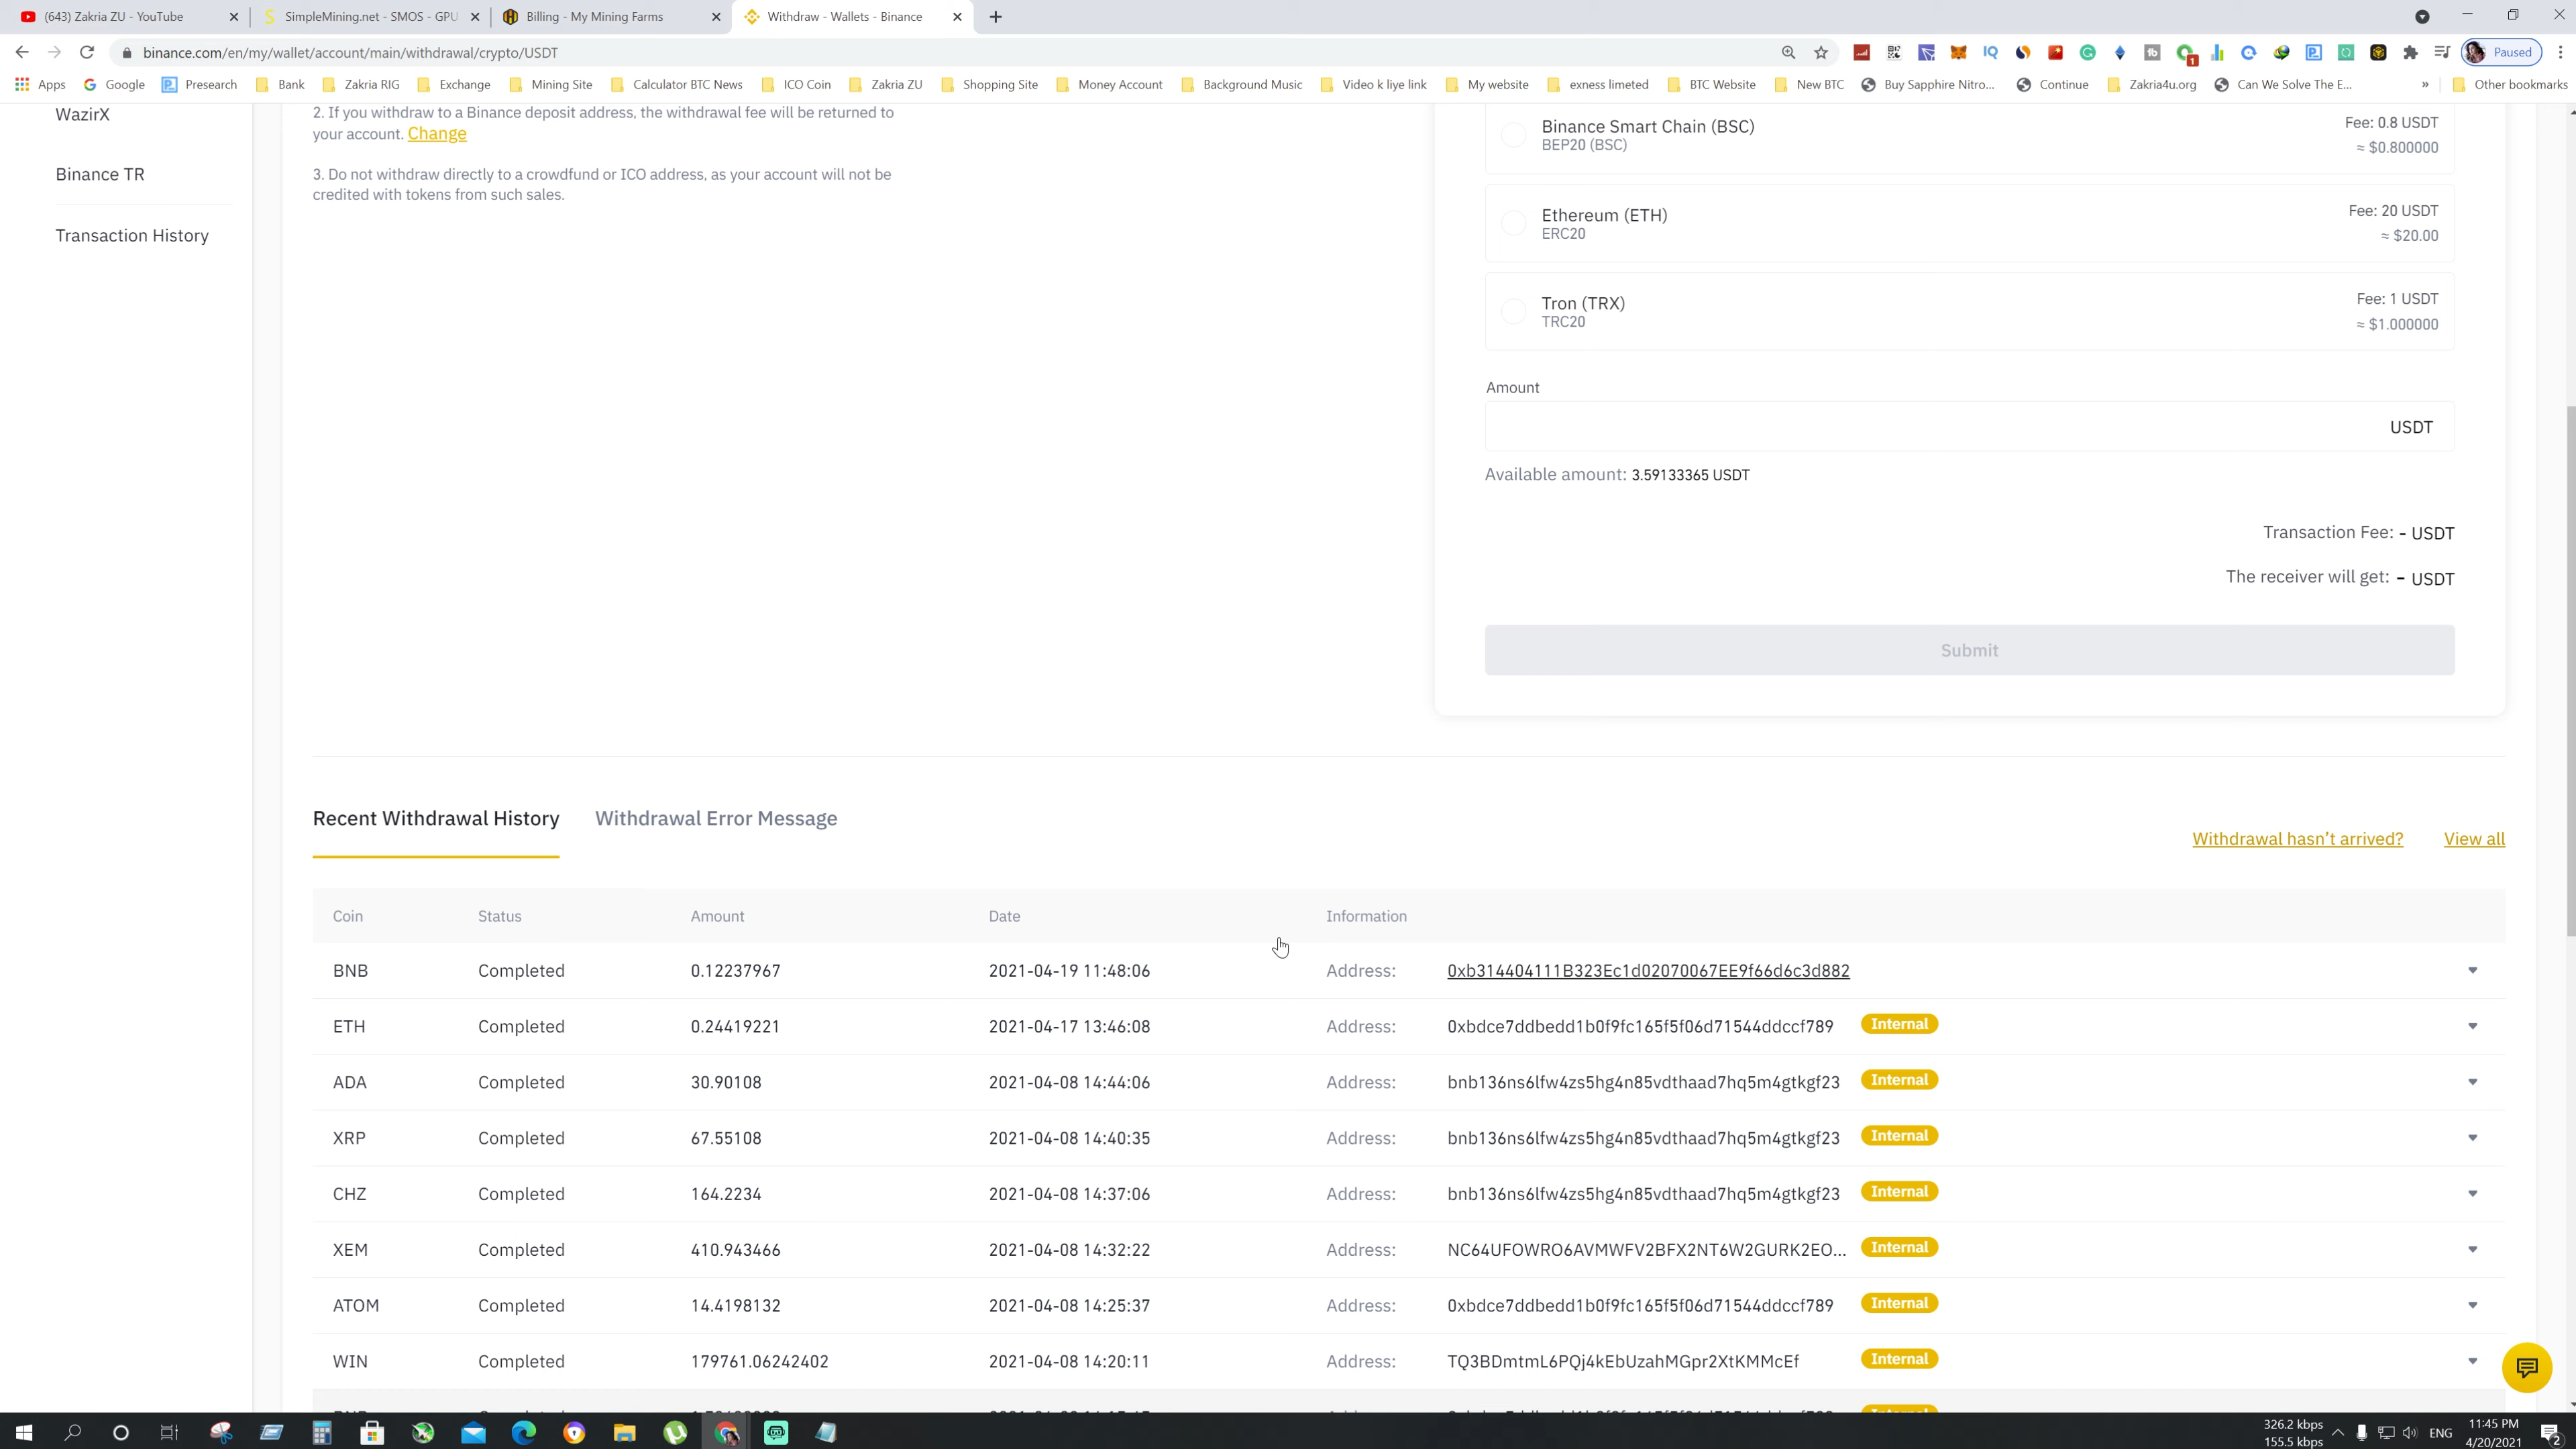 (643) Zakria ZU - YouTube
SimpleMining.net - SMOS - GPU
Billing - My Mining Farms
Withdraw - Wallets - Binance
binance.com/en/my/wallet/account/main/withdrawal/crypto/USDT
Paused
Apps
Google
Presearch
Bank
Zakria RIG
Exchange
Mining Site
Calculator BTC News
ICO Coin
Zakria ZU
Shopping Site
Money Account
Background Music
Video k liye link
My website
exness limeted
BTC Website
New BTC
Buy Sapphire Nitro...
Continue
Zakria4u.org
Can We Solve The E...
»
Other bookmarks
WazirX
Binance TR
Transaction History
2. If you withdraw to a Binance deposit address, the withdrawal fee will be returned to
your account. Change
3. Do not withdraw directly to a crowdfund or ICO address, as your account will not be
credited with tokens from such sales.
Binance Smart Chain (BSC)
BEP20 (BSC)
Fee: 0.8 USDT
≈ $0.800000
Ethereum (ETH)
ERC20
Fee: 20 USDT
≈ $20.00
Tron (TRX)
TRC20
Fee: 1 USDT
≈ $1.000000
Amount
USDT
Available amount: 3.59133365 USDT
Transaction Fee: - USDT
The receiver will get: - USDT
Submit
Recent Withdrawal History
Withdrawal Error Message
Withdrawal hasn't arrived?
View all
Coin Status Amount Date Information
BNB Completed 0.12237967 2021-04-19 11:48:06 Address: 0xb314404111B323Ec1d02070067EE9f66d6c3d882
ETH Completed 0.24419221 2021-04-17 13:46:08 Address: 0xbdce7ddbedd1b0f9fc165f5f06d71544ddccf789 Internal
ADA Completed 30.90108 2021-04-08 14:44:06 Address: bnb136ns6lfw4zs5hg4n85vdthaad7hq5m4gtkgf23 Internal
XRP Completed 67.55108 2021-04-08 14:40:35 Address: bnb136ns6lfw4zs5hg4n85vdthaad7hq5m4gtkgf23 Internal
CHZ Completed 164.2234 2021-04-08 14:37:06 Address: bnb136ns6lfw4zs5hg4n85vdthaad7hq5m4gtkgf23 Internal
XEM Completed 410.943466 2021-04-08 14:32:22 Address: NC64UFOWRO6AVMWFV2BFX2NT6W2GURK2EO... Internal
ATOM Completed 14.4198132 2021-04-08 14:25:37 Address: 0xbdce7ddbedd1b0f9fc165f5f06d71544ddccf789 Internal
WIN Completed 179761.06242402 2021-04-08 14:20:11 Address: TQ3BDmtmL6PQj4kEbUzahMGpr2XtKMMcEf Internal
326.2 kbps
155.5 kbps
ENG
11:45 PM
4/20/2021
2